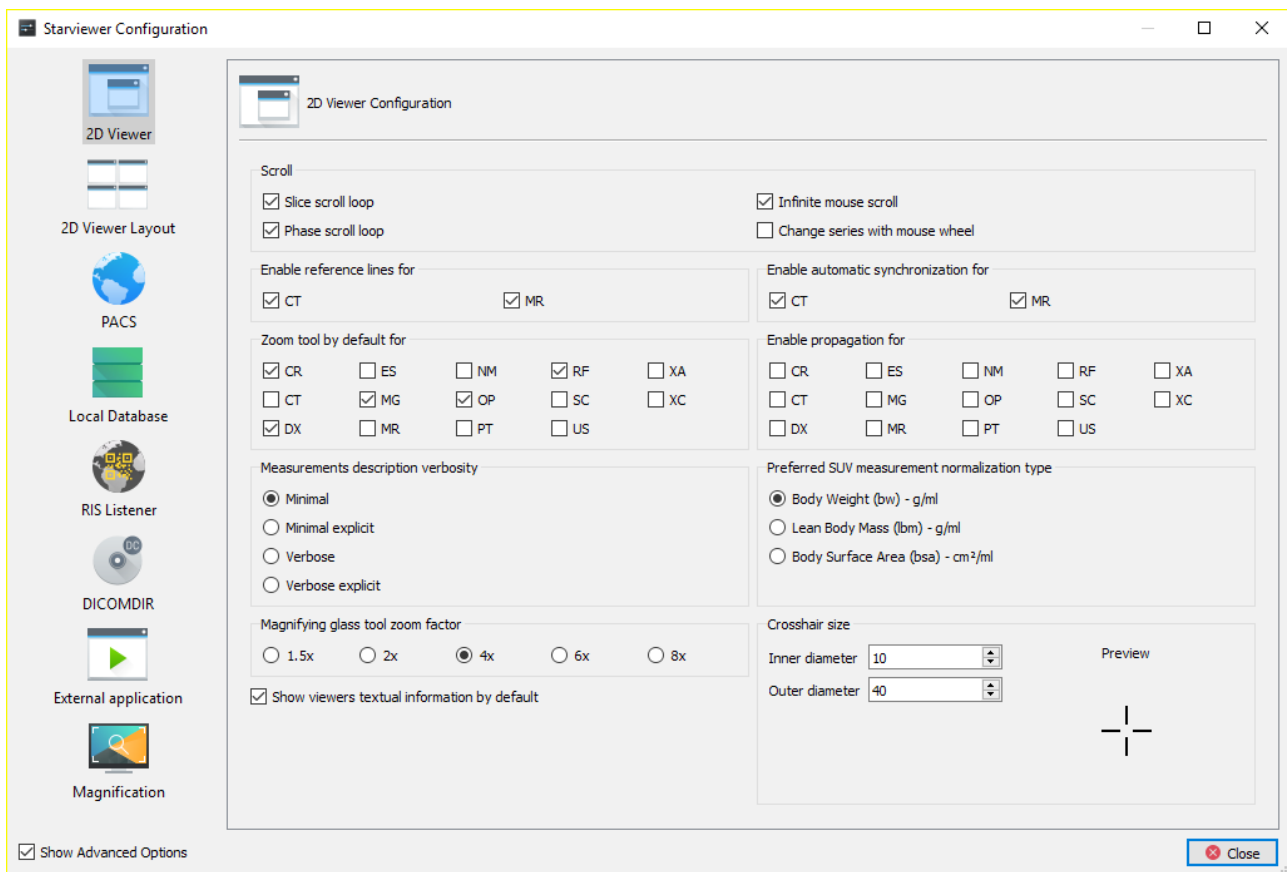 Starviewer Configuration
2D Viewer
2D Viewer Layout
PACS
Local Database
RIS Listener
DC
DICOMDIR
External application
Magnification
2D Viewer Configuration
Scroll
Slice scroll loop
Infinite mouse scroll
Phase scroll loop
Change series with mouse wheel
Enable reference lines for
CT MR
Enable automatic synchronization for
CT MR
Zoom tool by default for
CR ES NM RF XA
CT MG OP SC XC
DX MR PT US
Enable propagation for
CR ES NM RF XA
CT MG OP SC XC
DX MR PT US
Measurements description verbosity
Minimal
Minimal explicit
Verbose
Verbose explicit
Preferred SUV measurement normalization type
Body Weight (bw) - g/ml
Lean Body Mass (lbm) - g/ml
Body Surface Area (bsa) - cm²/ml
Magnifying glass tool zoom factor
1.5x 2x 4x 6x 8x
Show viewers textual information by default
Crosshair size
Inner diameter 10
Outer diameter 40
Preview
Show Advanced Options
Close